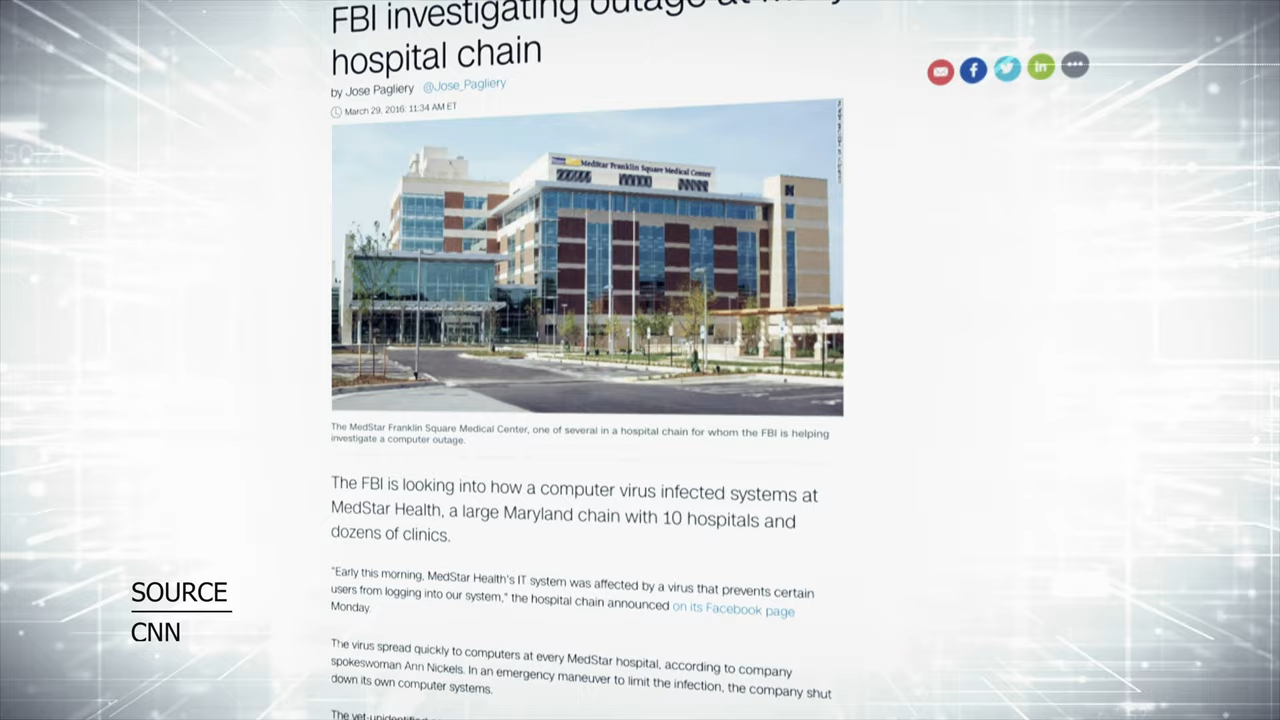 FBI investigating outage at
hospital chain
by Jose Pagliery @Jose_Pagliery
March 29, 2016: 11:34 AM ET
MedStar Franklin Square Medical Center
The MedStar Franklin Square Medical Center, one of several in a hospital chain for whom the FBI is helping
investigate a computer outage.
The FBI is looking into how a computer virus infected systems at
MedStar Health, a large Maryland chain with 10 hospitals and
dozens of clinics.
"Early this morning, MedStar Health's IT system was affected by a virus that prevents certain
users from logging into our system," the hospital chain announced on its Facebook page
Monday.
The virus spread quickly to computers at every MedStar hospital, according to company
spokeswoman Ann Nickels. In an emergency maneuver to limit the infection, the company shut
down its own computer systems.
The
SOURCE
CNN